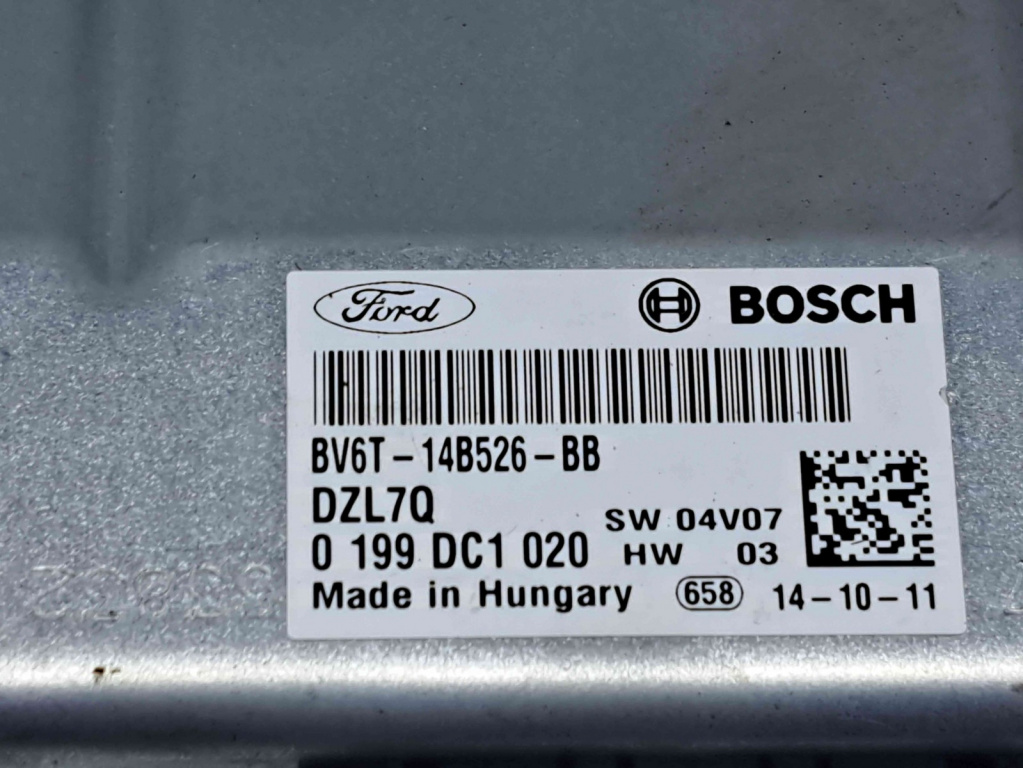 Ford
BOSCH
BV6T-14B526-BB
DZL7Q
SW 04V07
0 199 DC1 020
HW 03
Made in Hungary
658
14-10-11